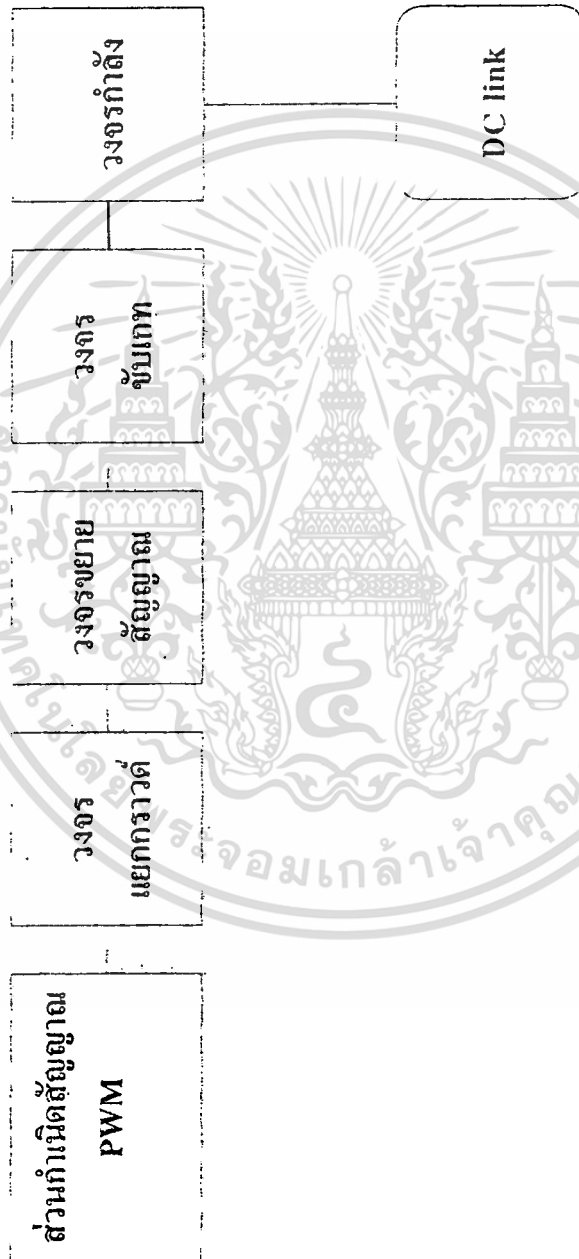 ส่วนกำเนิดสัญญาณ
PWM
วงจร
แยกกราวด์
วงจรขยาย
สัญญาณ
วงจร
ขับเกท
วงจรกำลัง
DC link
พระจอมเกล้าเจ้าคุณ